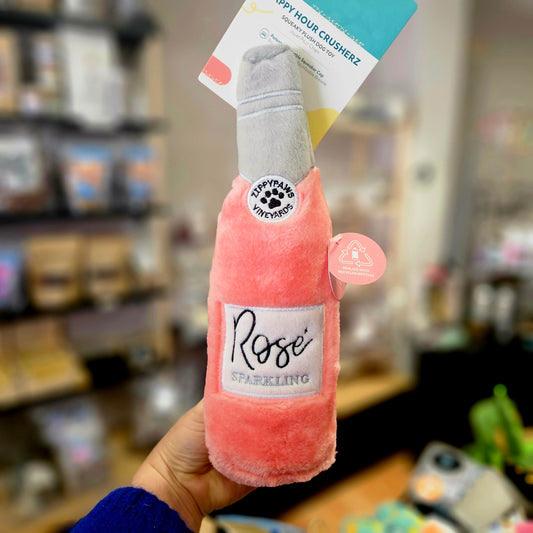 PPY HOUR CRUSHERZ
SQUEAKY PLUSH DOG TOY
ZIPPYPAWS
VINEYARDS
Rosé
SPARKLING